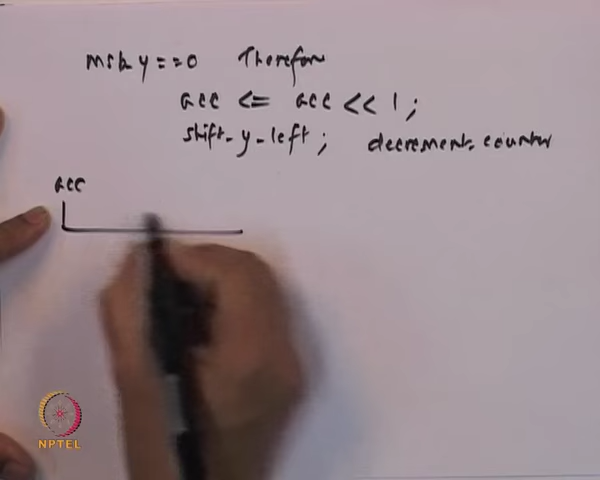 msb y==0 Therefore
acc <= acc << 1;
shift-y-left; decrement-counter
acc
NPTEL